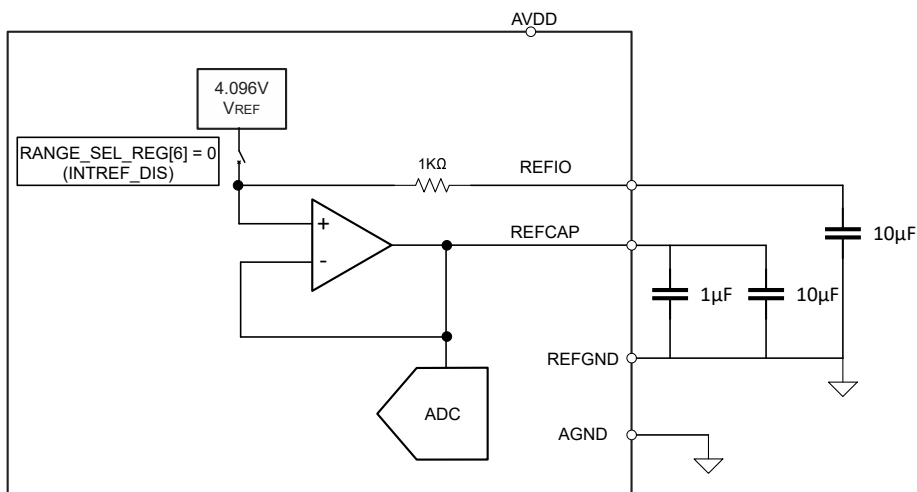 AVDD
4.096V
VREF
RANGE_SEL_REG[6] = 0
(INTREF_DIS)
1KΩ
REFIO
+
-
REFCAP
10µF
1µF
10µF
REFGND
ADC
AGND